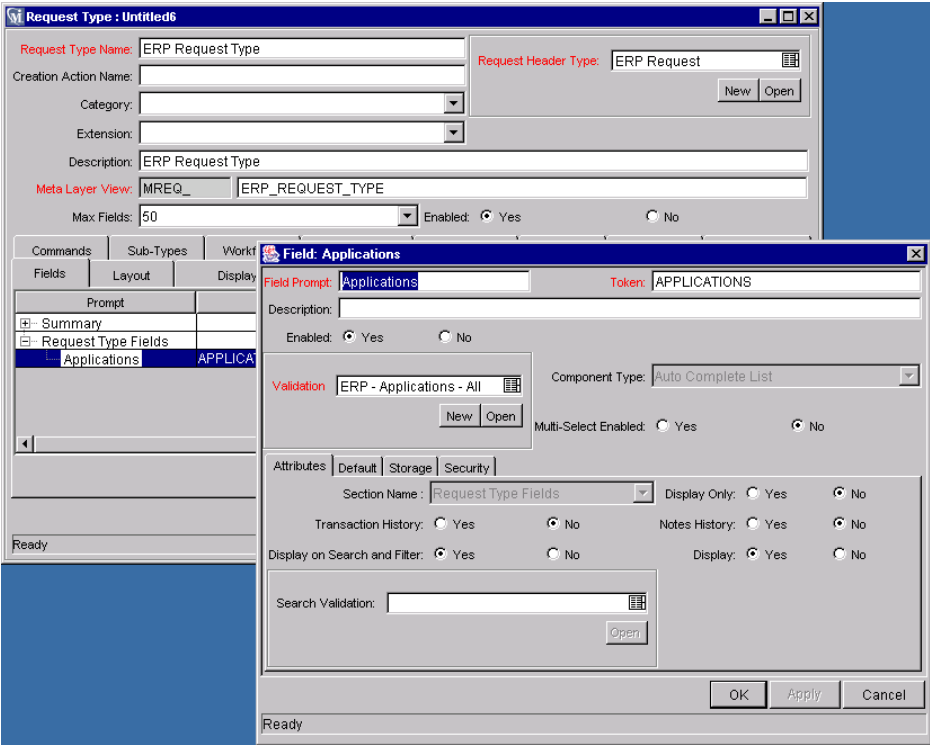 Request Type : Untitled6
Request Type Name: ERP Request Type
Request Header Type: ERP Request
Creation Action Name:
New Open
Category:
Extension:
Description: ERP Request Type
Meta Layer View: MREQ_ ERP_REQUEST_TYPE
Max Fields: 50 Enabled: Yes No
Commands Sub-Types Workf
Fields Layout Display
Prompt
Summary
Request Type Fields
Applications APPLICAT
Ready
Field: Applications
Field Prompt: Applications Token: APPLICATIONS
Description:
Enabled: Yes No
Validation ERP - Applications - All
Component Type: Auto Complete List
New Open
Multi-Select Enabled: Yes No
Attributes Default Storage Security
Section Name : Request Type Fields Display Only: Yes No
Transaction History: Yes No Notes History: Yes No
Display on Search and Filter: Yes No Display: Yes No
Search Validation:
Open
OK Apply Cancel
Ready